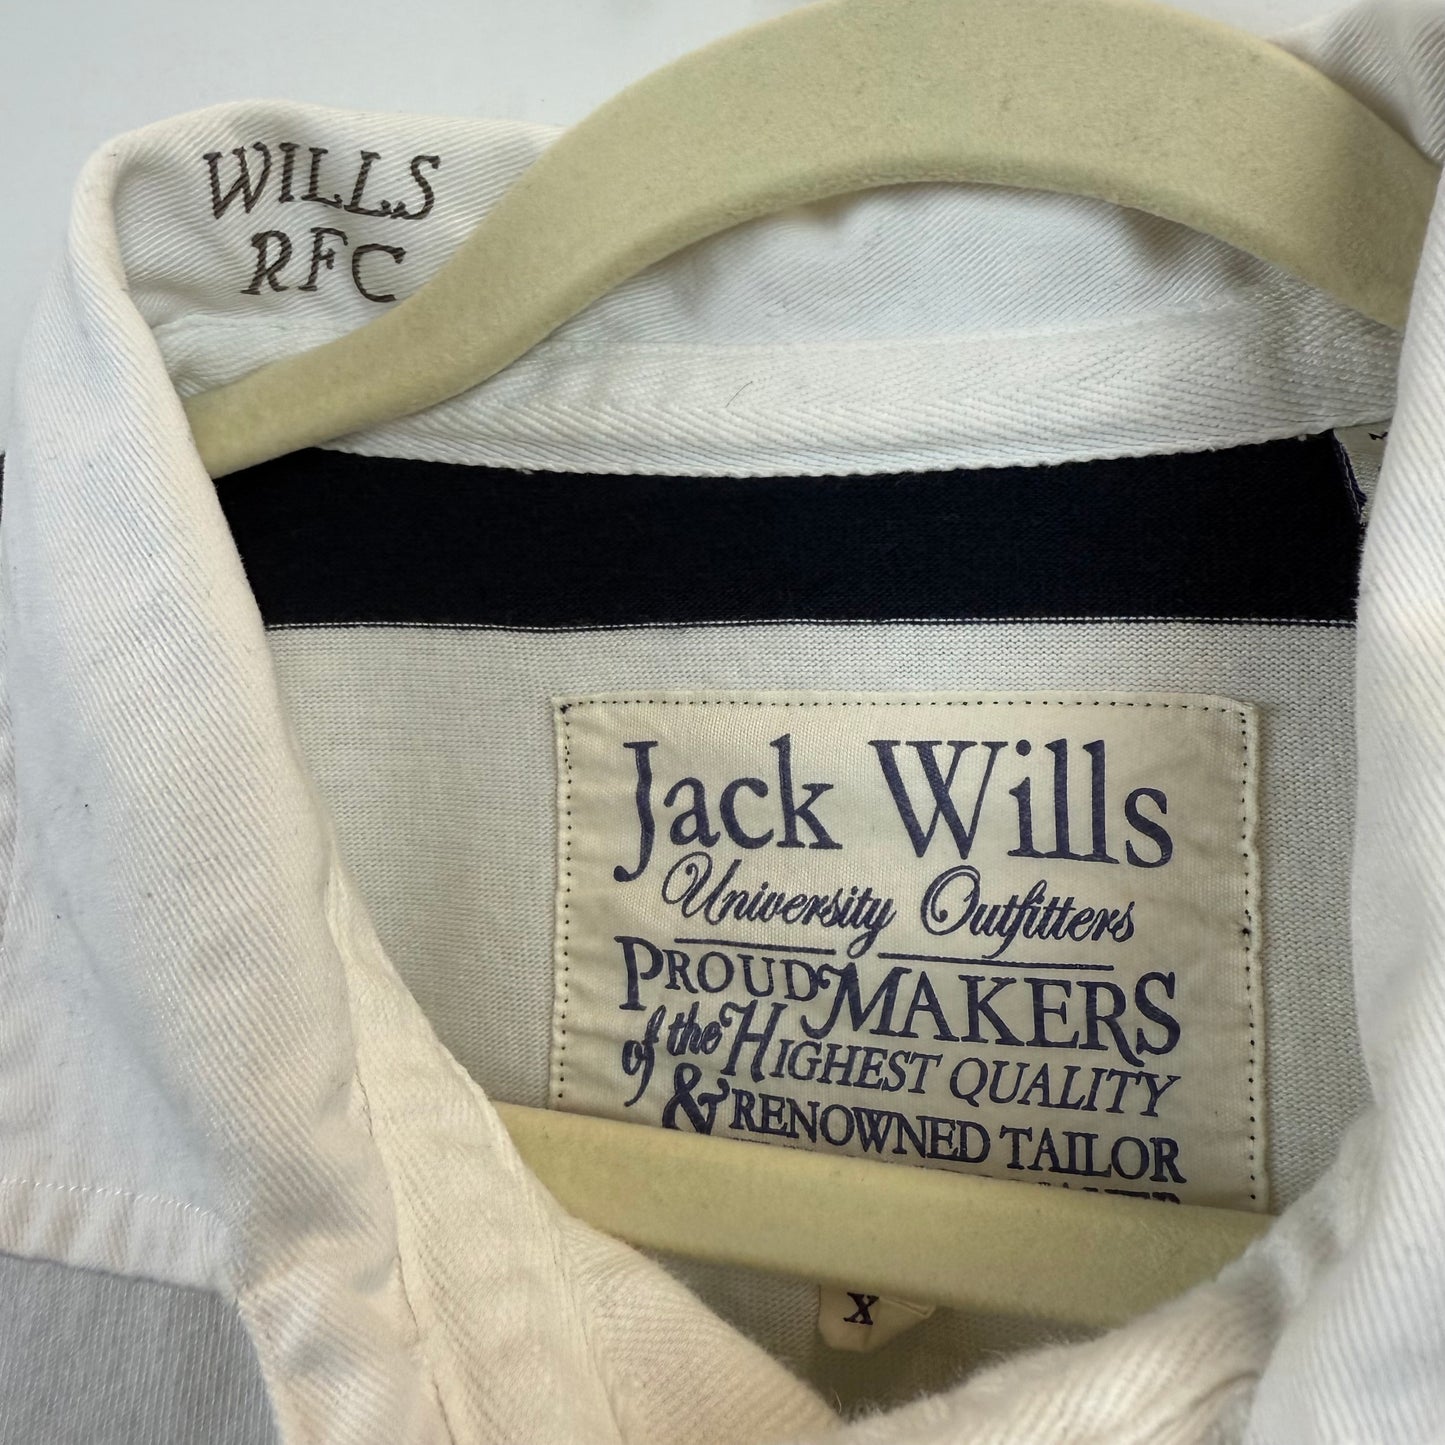 WILLS
RFC
Jack Wills
University Outfitters
PROUD MAKERS
of the HIGHEST QUALITY
& RENOWNED TAILOR
X